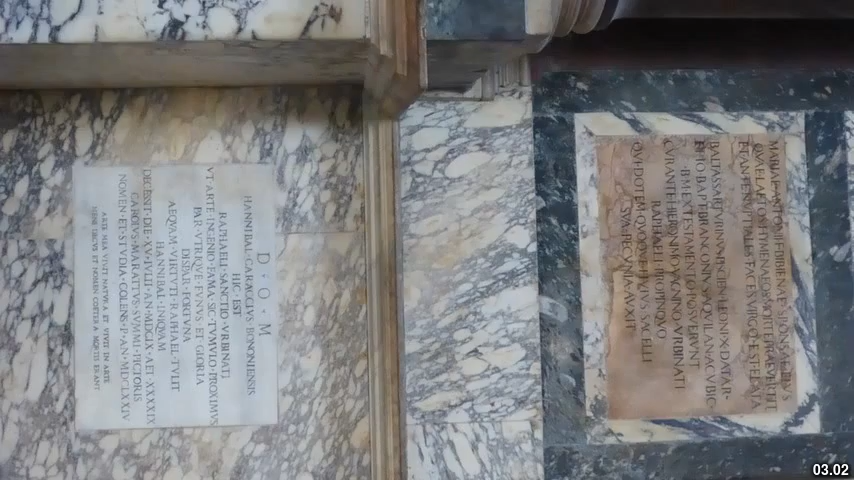 MARIAE ANTONII F BIBIENAE SPONSAE EIVS
QVAE LAETOS HYMENAEOS MORTE PRAEVERTIT
ET ANTE NVPTIALES FACES VIRGO EST ELATA
BALDASSAR TVRINVS PISCIEN LEONIS X DATAR·
ET IO BAPT BRANCONIVS AQVILAN A CVBIC
B M EX TESTAMENTO POSVERVNT
CVRANTE HIERONYMO VAGNINO VRBINATI
RAPHAELI PROPINQVO
QVI DOTEM QVOQVE HVIVS SACELLI
SVA PECVNIA AVXIT
D · O · M
HANNIBAL · CARACCIVS BONONIENSIS
HIC · EST
RAPHAELI SANCTIO VRBINATI
VT · ARTE · INGENIO FAMA SIC · TVMVLO · PROXIMVS
PAR · VTRIQVE · FVNVS · ET · GLORIA
DISPAR · FORTVNA
AEQVAM · VIRTVTI · RAPHAEL · TVLIT
HANNIBAL · INIQVAM
DECESSIT · DIE · XV · IVLII · AN · MDCIX · AET · XXXXIX
CAROLVS · MARATTVS · SVMMI · PICTORIS
NOMEN · ET · STVDIA · COLENS · P · AN · MDCLXXIV
ARTE MEA VIVIT NATVRA ET VIVIT IN ARTE
MENS DECVS ET NOMEN COETERA MORTIS ERANT
03.02